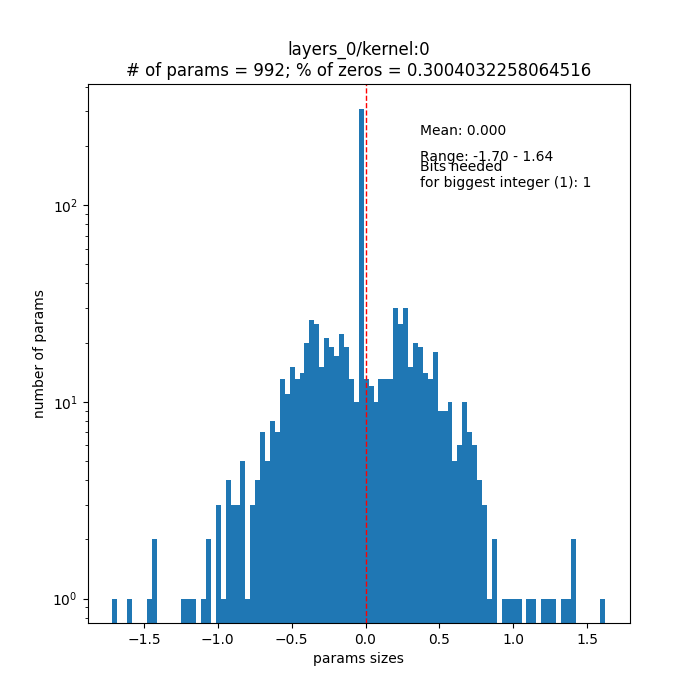 layers_0/kernel:0
# of params = 992; % of zeros = 0.3004032258064516
Mean: 0.000
Range: -1.70 - 1.64
Bits needed
for biggest integer (1): 1
number of params
10²
10¹
10⁰
−1.5 −1.0 −0.5 0.0 0.5 1.0 1.5
params sizes